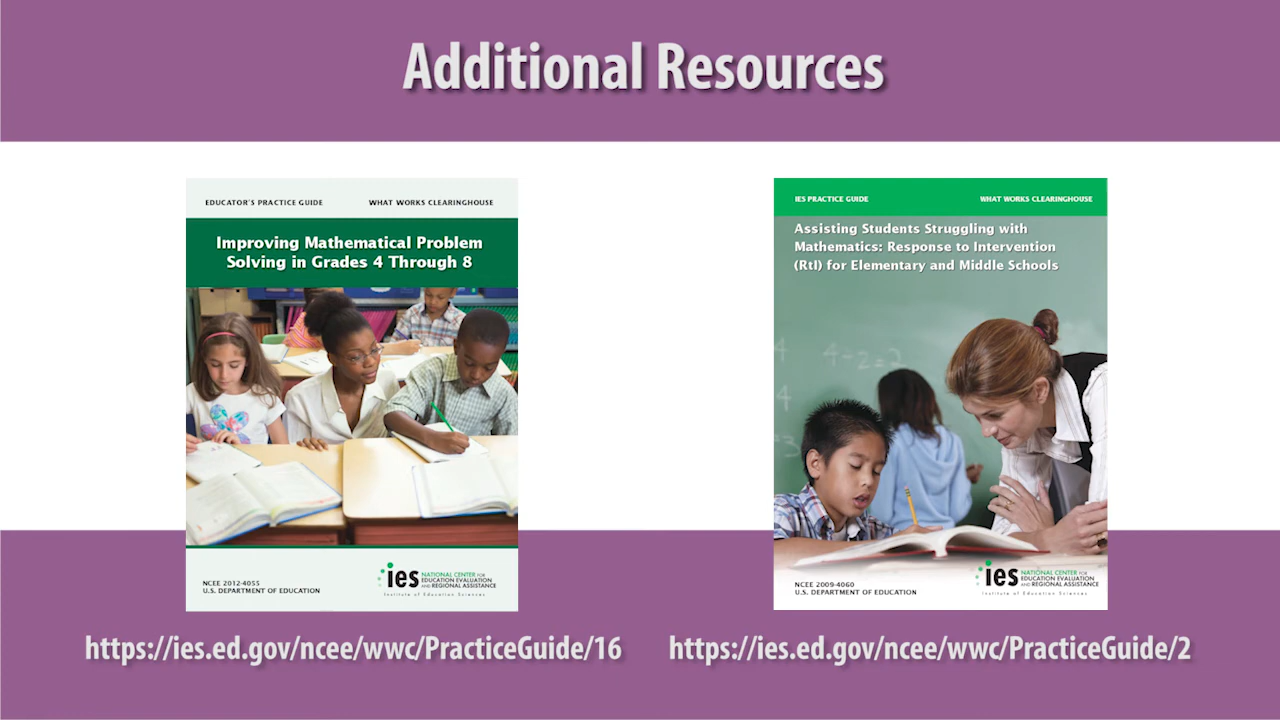 Additional Resources
EDUCATOR'S PRACTICE GUIDE WHAT WORKS CLEARINGHOUSE
Improving Mathematical Problem
Solving in Grades 4 Through 8
NCEE 2012-4055
U.S. DEPARTMENT OF EDUCATION
ies NATIONAL CENTER FOR
EDUCATION EVALUATION
AND REGIONAL ASSISTANCE
Institute of Education Sciences
https://ies.ed.gov/ncee/wwc/PracticeGuide/16
IES PRACTICE GUIDE WHAT WORKS CLEARINGHOUSE
Assisting Students Struggling with
Mathematics: Response to Intervention
(RtI) for Elementary and Middle Schools
4÷2=2
4
4
=3
NCEE 2009-4060
U.S. DEPARTMENT OF EDUCATION
ies NATIONAL CENTER FOR
EDUCATION EVALUATION
AND REGIONAL ASSISTANCE
Institute of Education Sciences
https://ies.ed.gov/ncee/wwc/PracticeGuide/2